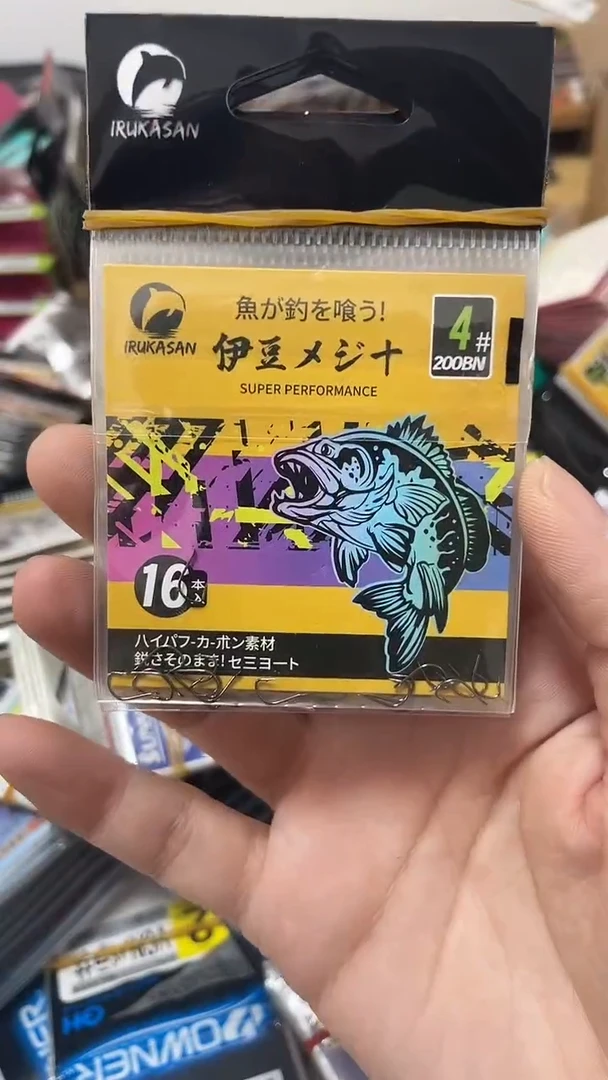 IRUKASAN
IRUKASAN
魚が釣を喰う!
伊豆メジナ
SUPER PERFORMANCE
4#
200BN
16本入
ハイパフ-カ-ボン素材
鋭さそのまま!セミヨート
OWNER